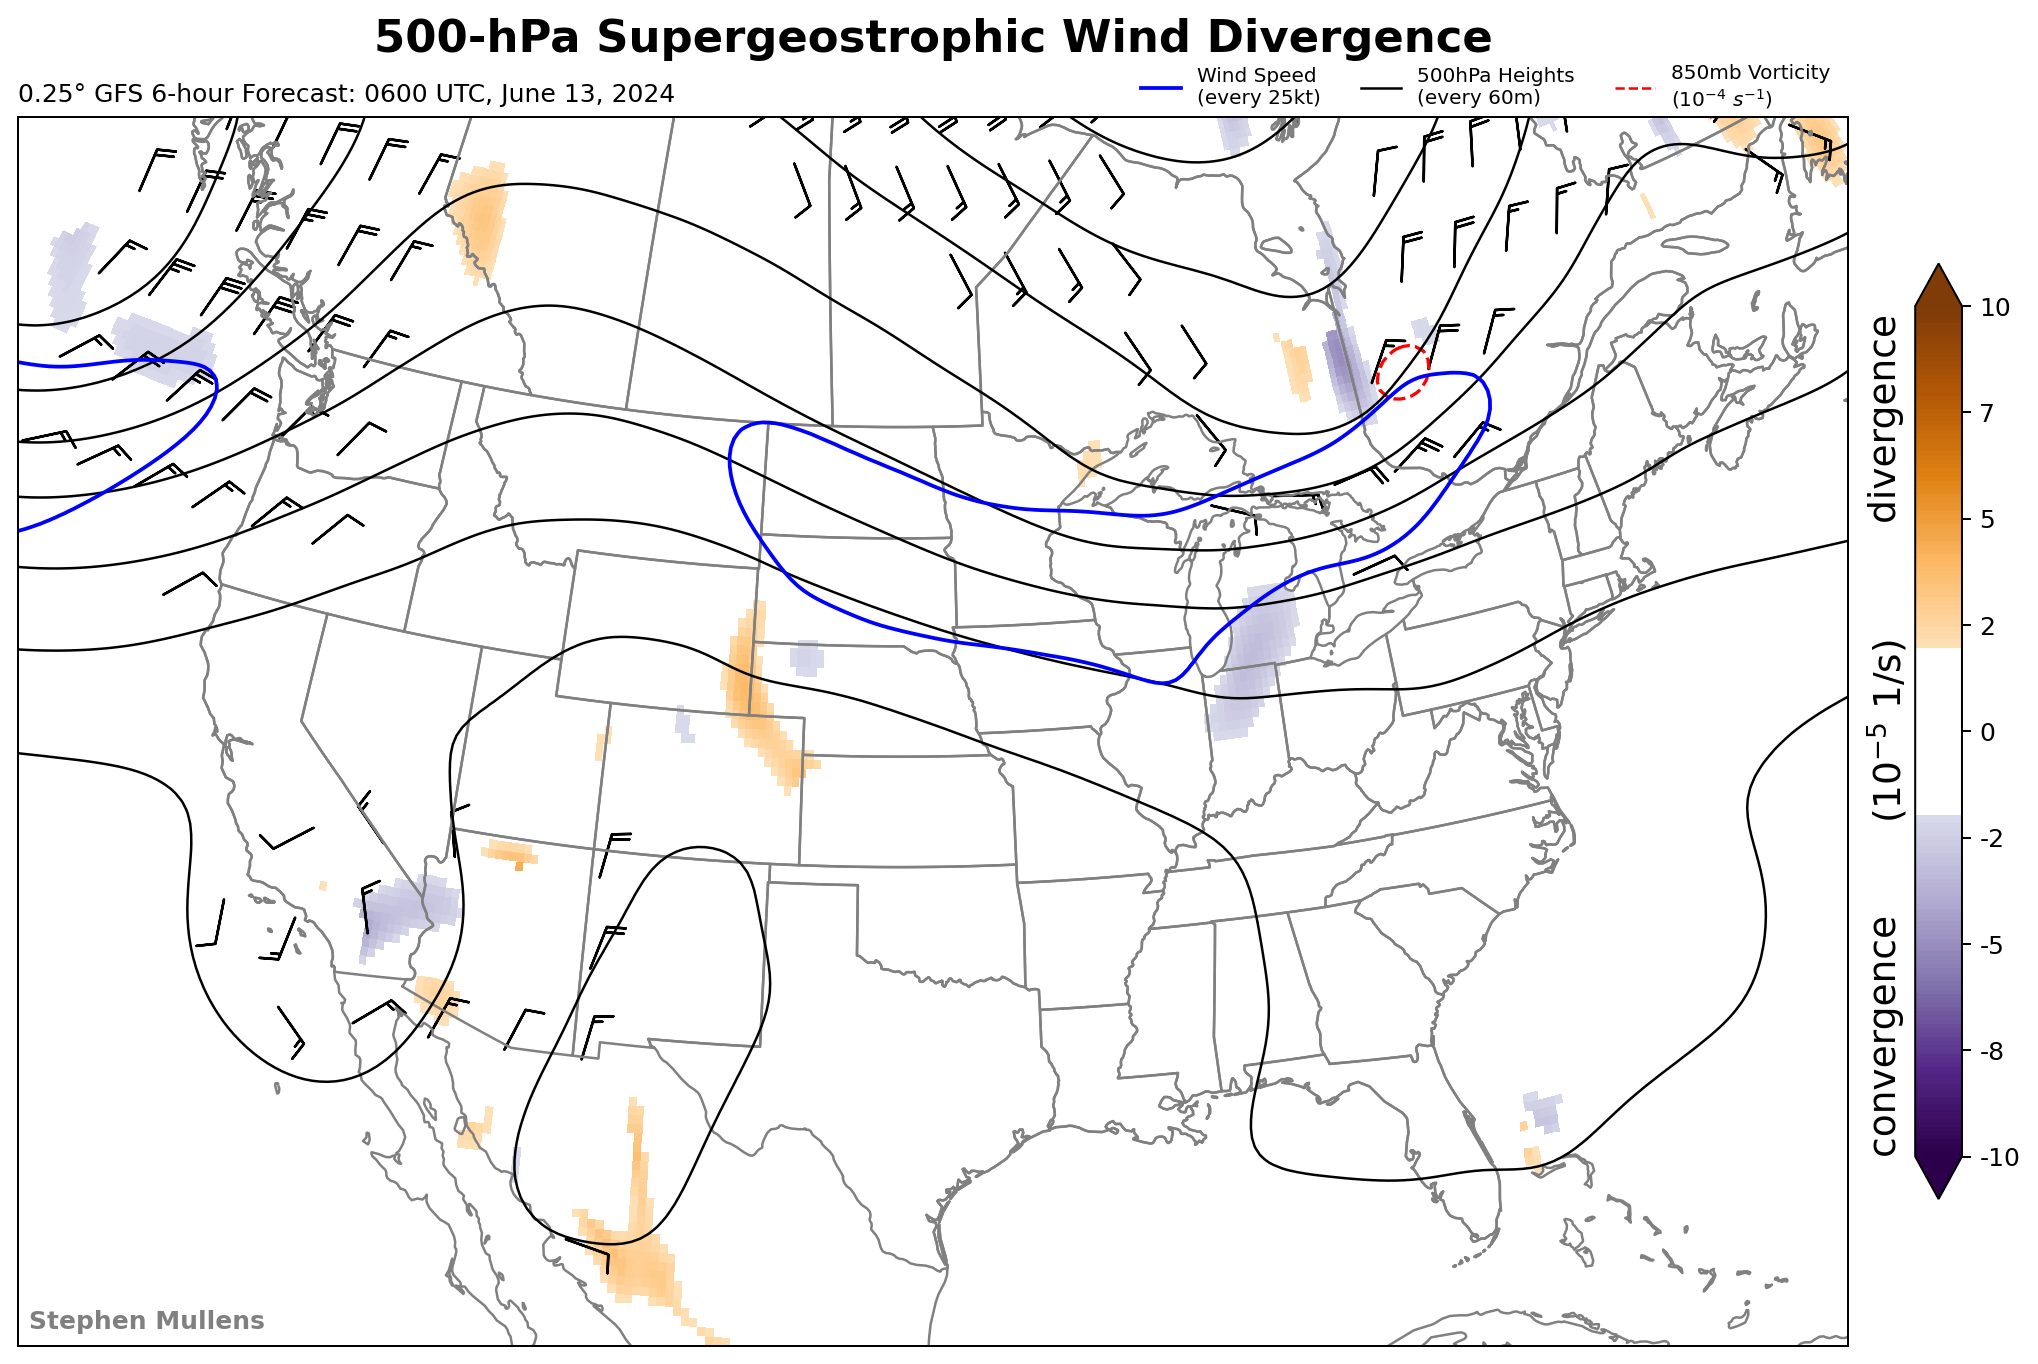 500-hPa Supergeostrophic Wind Divergence
0.25° GFS 6-hour Forecast: 0600 UTC, June 13, 2024
Wind Speed
(every 25kt)
500hPa Heights
(every 60m)
850mb Vorticity
(10⁻⁴ s⁻¹)
10
7
5
2
0
-2
-5
-8
-10
convergence (10⁻⁵ 1/s) divergence
Stephen Mullens